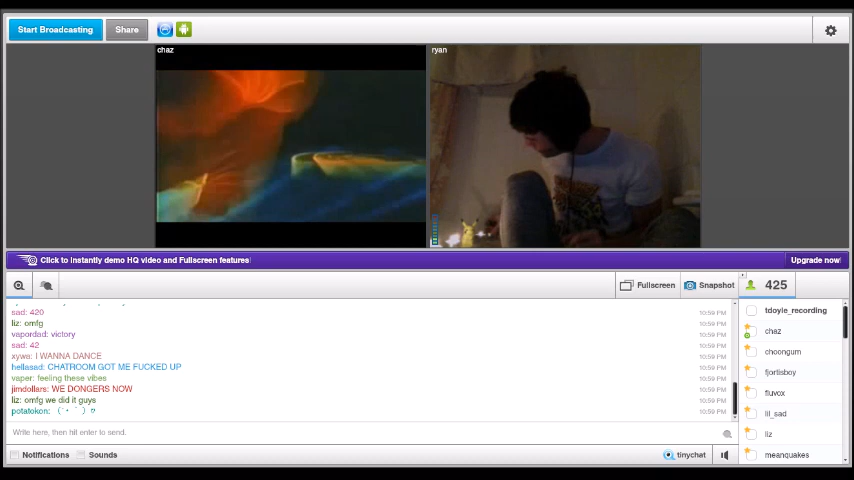 Start Broadcasting
Share
chaz
ryan
Click to instantly demo HQ video and Fullscreen features!
Upgrade now!
Fullscreen
Snapshot
425
sad: 420 10:59 PM
liz: omfg 10:59 PM
vapordad: victory 10:59 PM
sad: 42 10:59 PM
xywa: I WANNA DANCE 10:59 PM
hellasad: CHATROOM GOT ME FUCKED UP 10:59 PM
vaper: feeling these vibes 10:59 PM
jimdollars: WE DONGERS NOW 10:59 PM
liz: omfg we did it guys 10:59 PM
potatokon: 10:59 PM
Write here, then hit enter to send.
Notifications
Sounds
tinychat
tdoyle_recording
chaz
choongum
fjortisboy
fluvox
lil_sad
liz
meanquakes